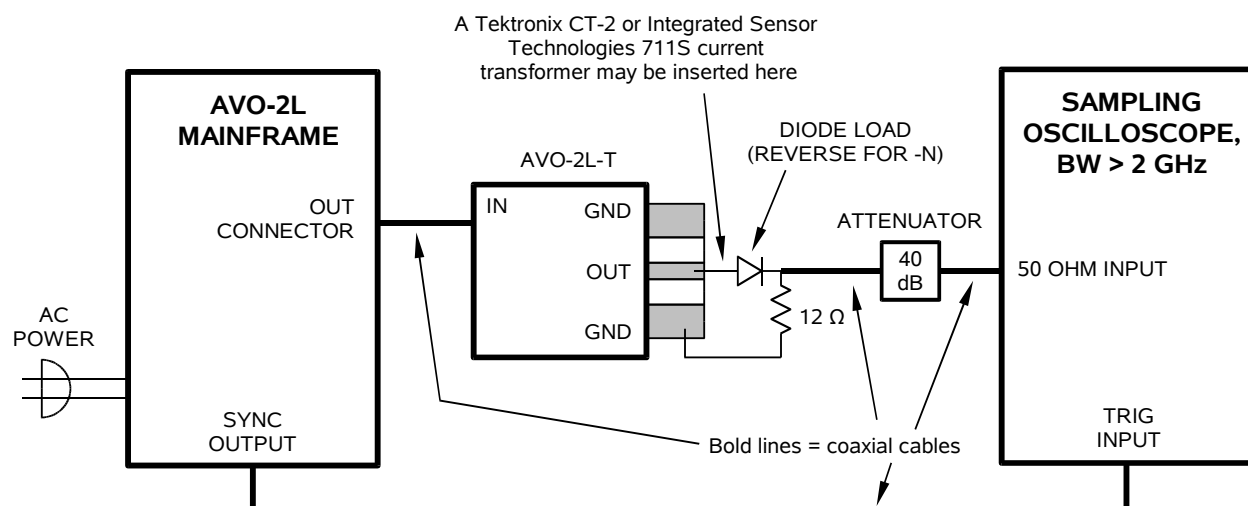 A Tektronix CT-2 or Integrated Sensor
Technologies 711S current
transformer may be inserted here
AVO-2L
MAINFRAME
SAMPLING
OSCILLOSCOPE,
BW > 2 GHz
DIODE LOAD
(REVERSE FOR -N)
AVO-2L-T
OUT
CONNECTOR
IN
GND
ATTENUATOR
OUT
40
dB
50 OHM INPUT
GND
12 Ω
AC
POWER
SYNC
OUTPUT
Bold lines = coaxial cables
TRIG
INPUT